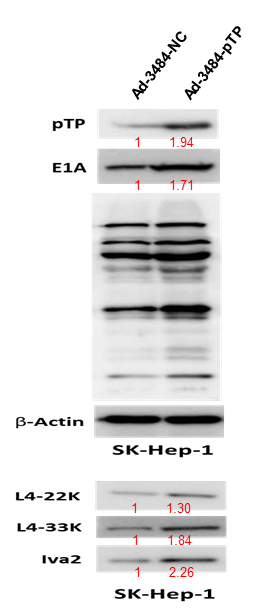 Ad-3484-NC
Ad-3484-pTP
pTP
1 1.94
E1A
1 1.71
β-Actin
SK-Hep-1
L4-22K
1 1.30
L4-33K
1 1.84
Iva2
1 2.26
SK-Hep-1